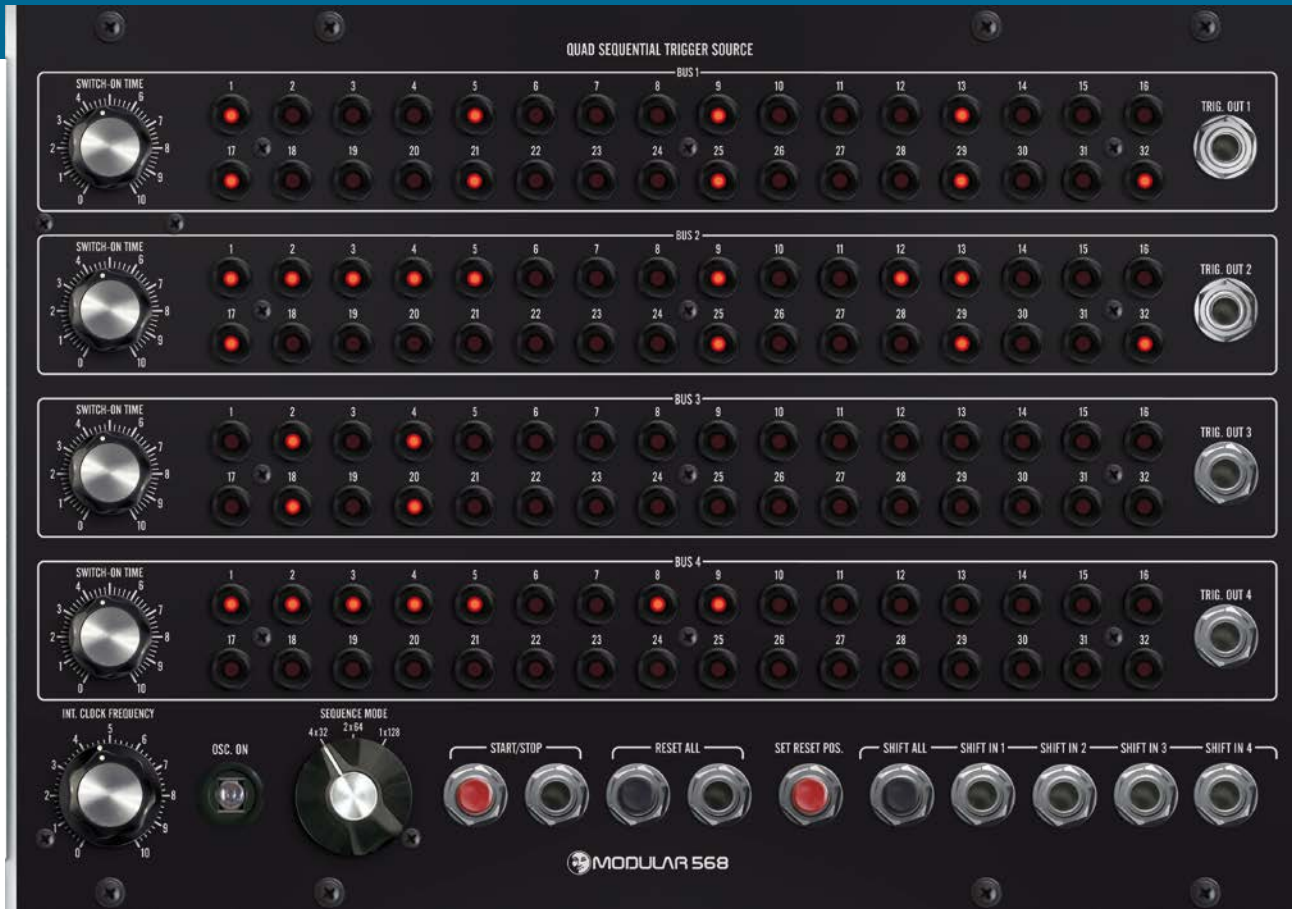 QUAD SEQUENTIAL TRIGGER SOURCE
BUS 1
SWITCH-ON TIME
0 1 2 3 4 6 7 8 9 10
1 2 3 4 5 6 7 8 9 10 11 12 13 14 15 16
17 18 19 20 21 22 23 24 25 26 27 28 29 30 31 32
TRIG. OUT 1
BUS 2
SWITCH-ON TIME
0 1 2 3 4 6 7 8 9 10
1 2 3 4 5 6 7 8 9 10 11 12 13 14 15 16
17 18 19 20 21 22 23 24 25 26 27 28 29 30 31 32
TRIG. OUT 2
BUS 3
SWITCH-ON TIME
0 1 2 3 4 6 7 8 9 10
1 2 3 4 5 6 7 8 9 10 11 12 13 14 15 16
17 18 19 20 21 22 23 24 25 26 27 28 29 30 31 32
TRIG. OUT 3
BUS 4
SWITCH-ON TIME
0 1 2 3 4 6 7 8 9 10
1 2 3 4 5 6 7 8 9 10 11 12 13 14 15 16
17 18 19 20 21 22 23 24 25 26 27 28 29 30 31 32
TRIG. OUT 4
INT. CLOCK FREQUENCY
0 1 2 3 4 5 6 7 8 9 10
OSC. ON
SEQUENCE MODE
4x32 2x64 1x128
START/STOP
RESET ALL
SET RESET POS.
SHIFT ALL SHIFT IN 1 SHIFT IN 2 SHIFT IN 3 SHIFT IN 4
MODULAR 568